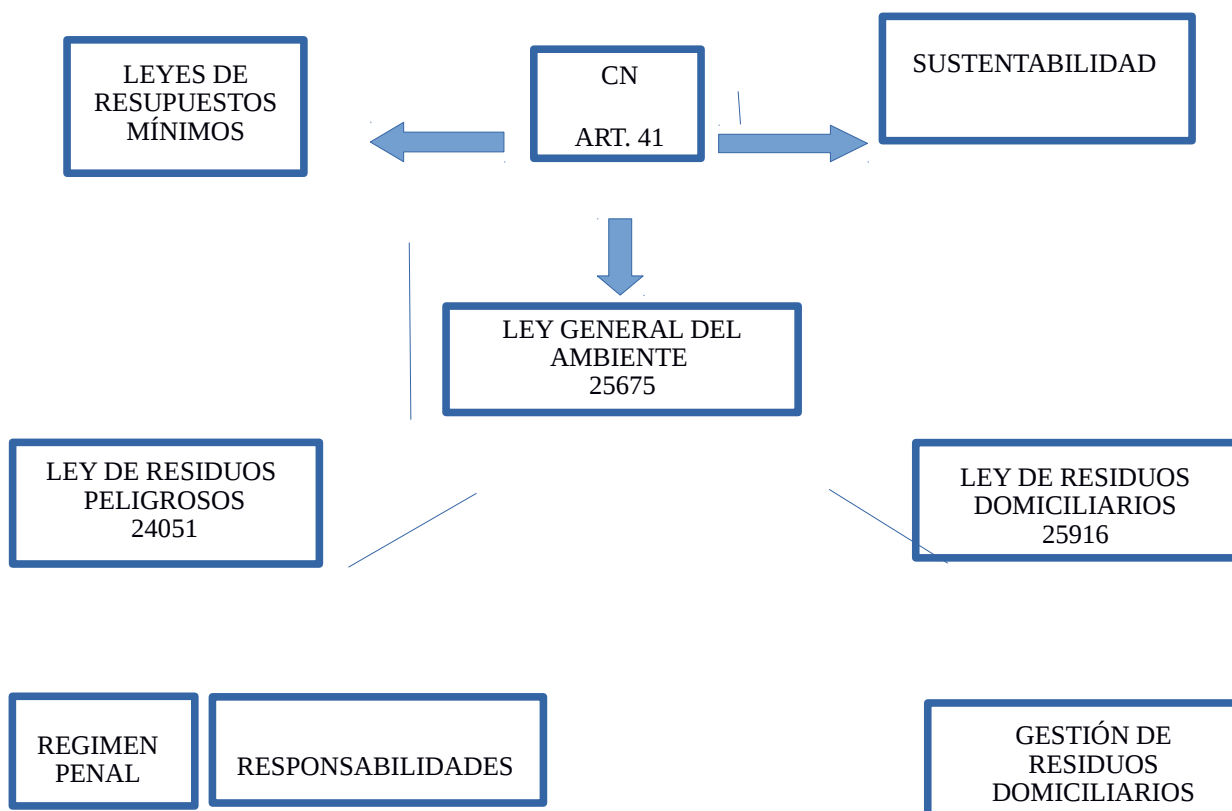 LEYES DE
RESUPUESTOS
MÍNIMOS
CN
ART. 41
SUSTENTABILIDAD
LEY GENERAL DEL
AMBIENTE
25675
LEY DE RESIDUOS
PELIGROSOS
24051
LEY DE RESIDUOS
DOMICILIARIOS
25916
REGIMEN
PENAL
RESPONSABILIDADES
GESTIÓN DE
RESIDUOS
DOMICILIARIOS